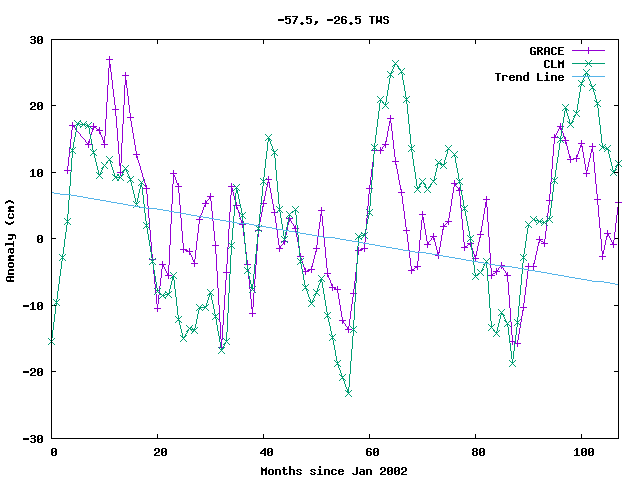 -57.5, -26.5 TWS
30
20
10
0
-10
-20
-30
Anomaly (cm)
GRACE
CLM
Trend Line
0 20 40 60 80 100
Months since Jan 2002